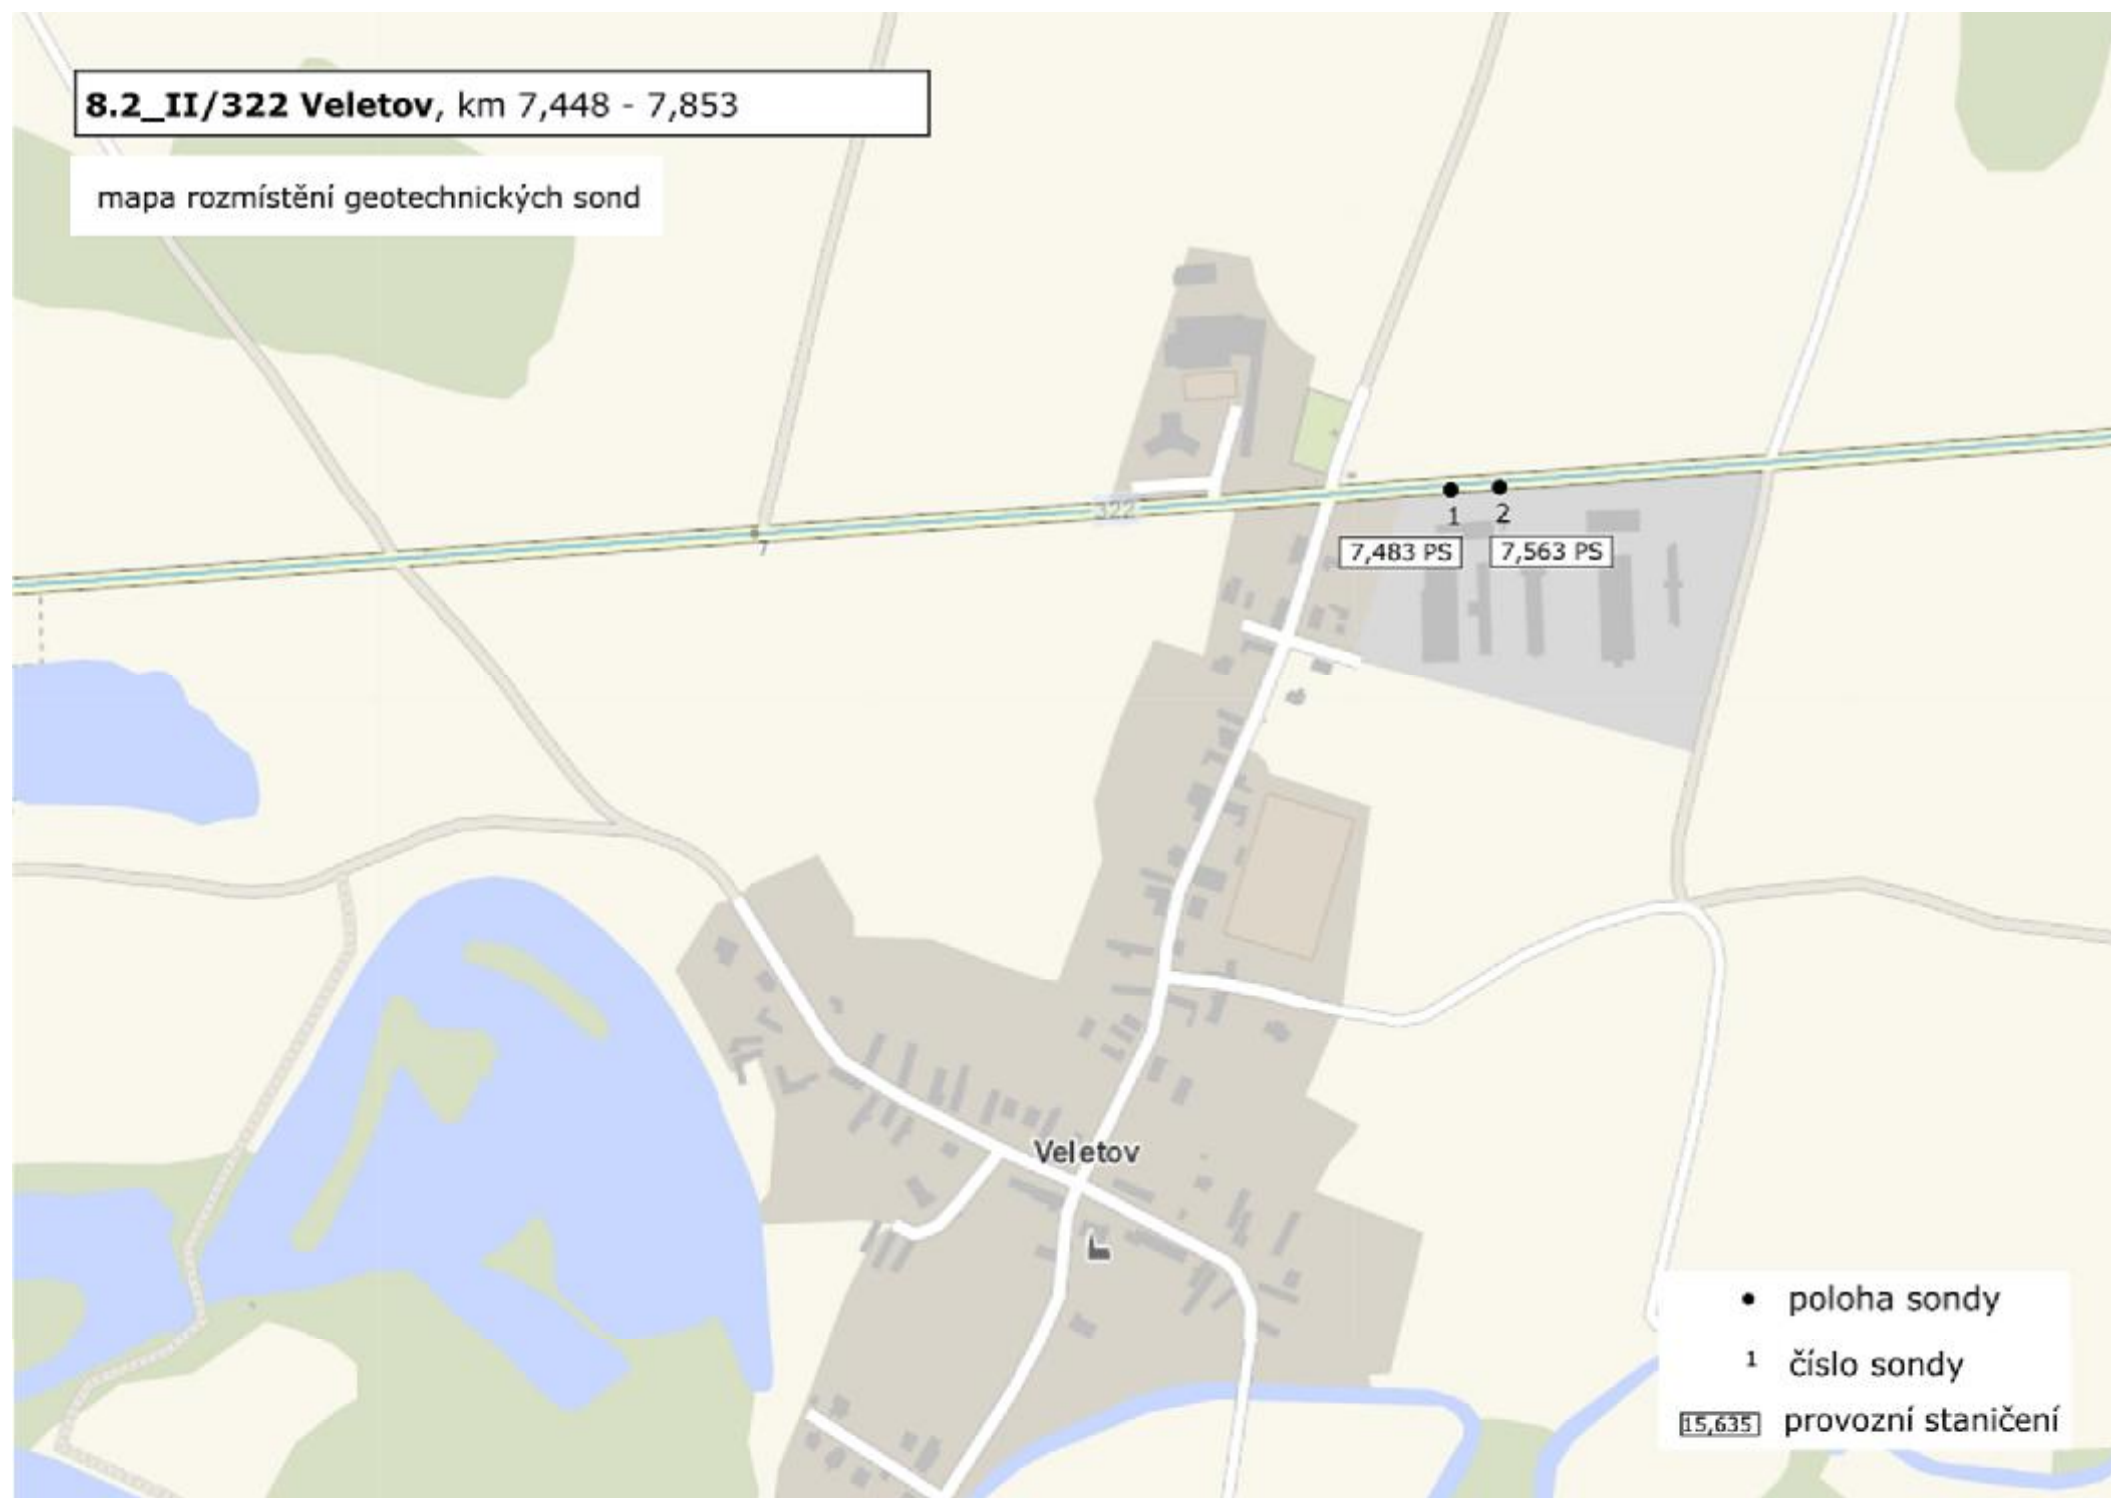 8.2_II/322 Veletov, km 7,448 - 7,853
mapa rozmístění geotechnických sond
322
7
1
2
7,483 PS
7,563 PS
Veletov
poloha sondy
1 číslo sondy
15,635 provozní staničení